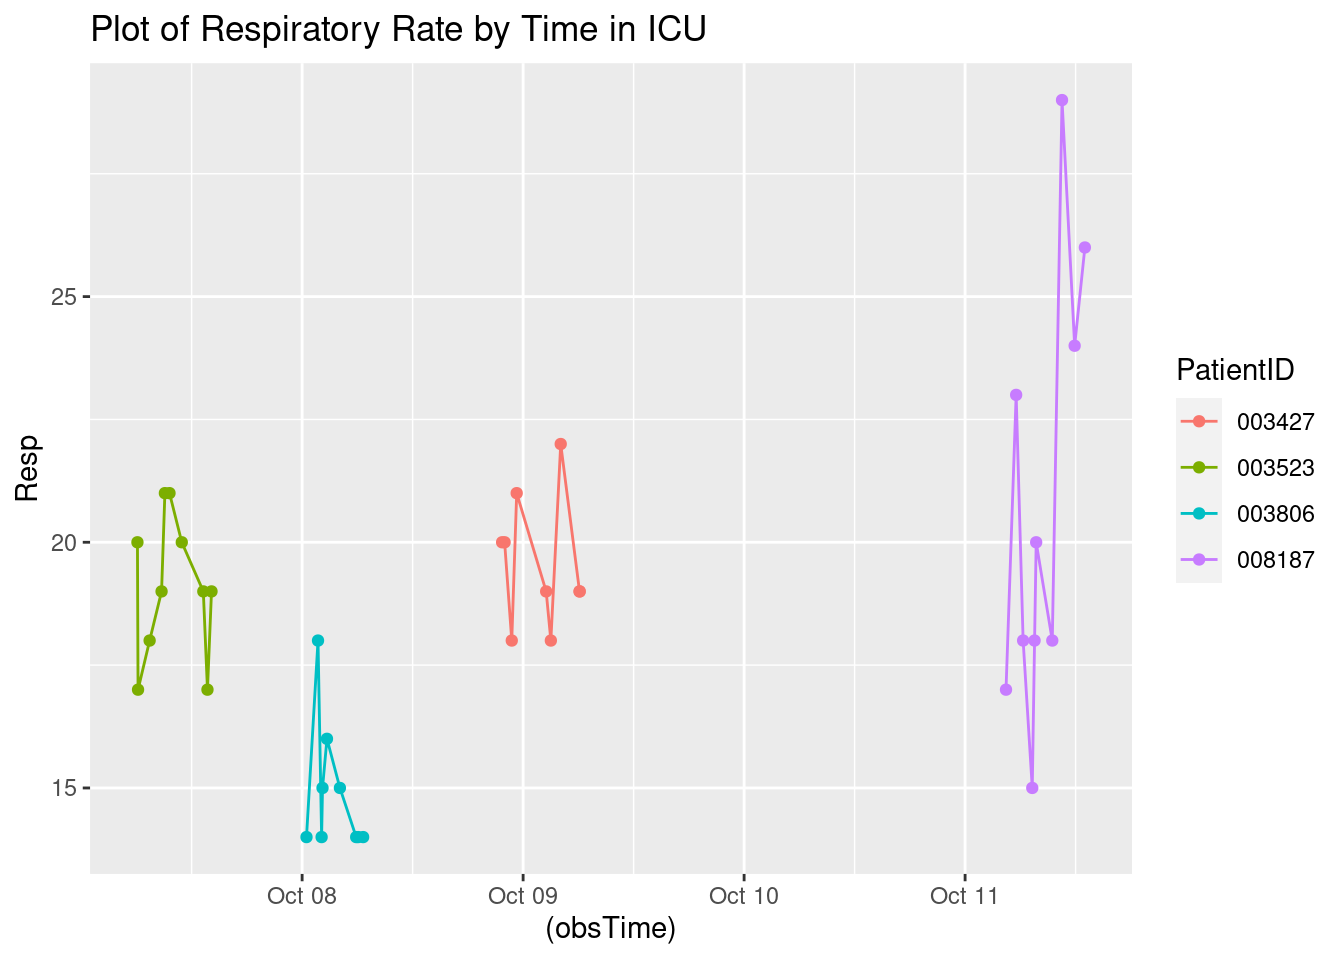 Plot of Respiratory Rate by Time in ICU
Resp
25
20
15
Oct 08
Oct 09
Oct 10
Oct 11
(obsTime)
PatientID
003427
003523
003806
008187